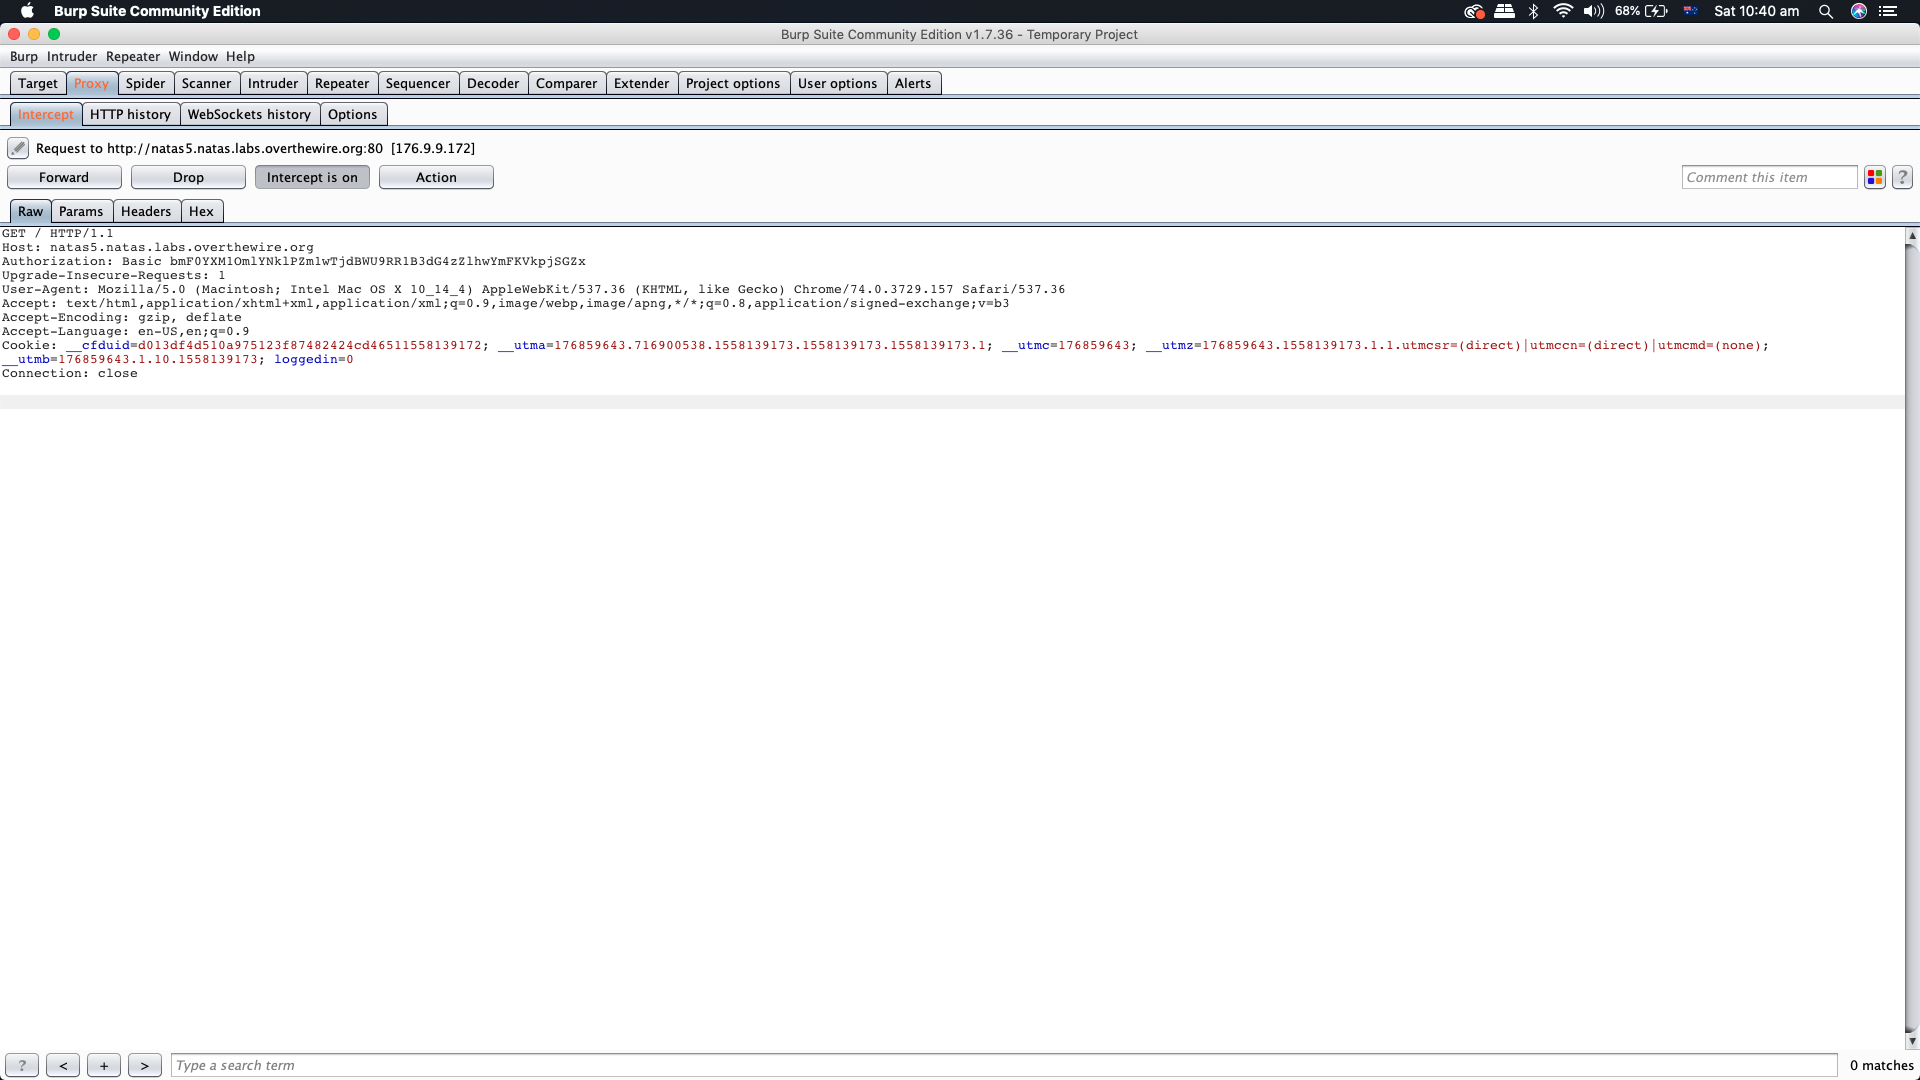 Burp Suite Community Edition
68%
Sat 10:40 am
Burp Suite Community Edition v1.7.36 - Temporary Project
Burp Intruder Repeater Window Help
Target Proxy Spider Scanner Intruder Repeater Sequencer Decoder Comparer Extender Project options User options Alerts
Intercept HTTP history WebSockets history Options
Request to http://natas5.natas.labs.overthewire.org:80 [176.9.9.172]
Forward Drop Intercept is on Action
Comment this item
?
Raw Params Headers Hex
GET / HTTP/1.1
Host: natas5.natas.labs.overthewire.org
Authorization: Basic bmF0YXM1OmlYNklPZm1wTjdBWU9RR1B3dG4zZlhwYmFKVkpjSGZx
Upgrade-Insecure-Requests: 1
User-Agent: Mozilla/5.0 (Macintosh; Intel Mac OS X 10_14_4) AppleWebKit/537.36 (KHTML, like Gecko) Chrome/74.0.3729.157 Safari/537.36
Accept: text/html,application/xhtml+xml,application/xml;q=0.9,image/webp,image/apng,*/*;q=0.8,application/signed-exchange;v=b3
Accept-Encoding: gzip, deflate
Accept-Language: en-US,en;q=0.9
Cookie: __cfduid=d013df4d510a975123f87482424cd46511558139172; __utma=176859643.716900538.1558139173.1558139173.1558139173.1; __utmc=176859643; __utmz=176859643.1558139173.1.1.utmcsr=(direct)|utmccn=(direct)|utmcmd=(none);
__utmb=176859643.1.10.1558139173; loggedin=0
Connection: close
? < + > Type a search term 0 matches